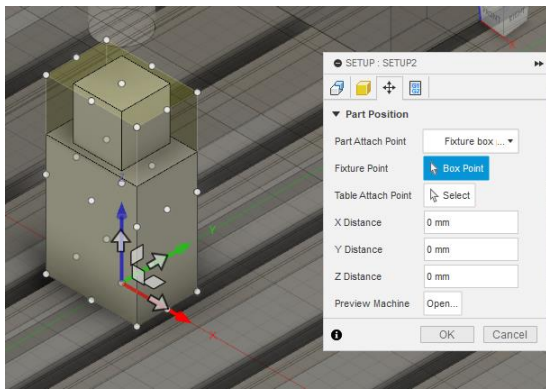 SETUP : SETUP2
Part Position
Part Attach Point
Fixture box ...
Fixture Point
Box Point
Table Attach Point
Select
X Distance
0 mm
Y Distance
0 mm
Z Distance
0 mm
Preview Machine
Open...
OK
Cancel
Z
Y
X